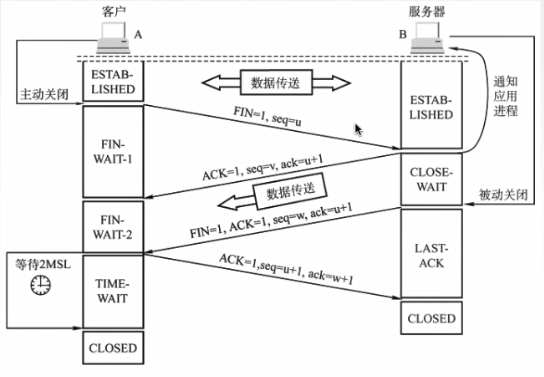 客户
A
服务器
B
ESTAB-
LISHED
数据传送
主动关闭
通知
应用
进程
ESTAB-
LISHED
FIN=1, seq=u
FIN-
WAIT-1
ACK=1, seq=v, ack=u+1
CLOSE-
WAIT
数据传送
被动关闭
FIN=1, ACK=1, seq=w, ack=u+1
FIN-
WAIT-2
LAST-
ACK
等待2MSL
ACK=1,seq=u+1, ack=w+1
TIME-
WAIT
CLOSED
CLOSED